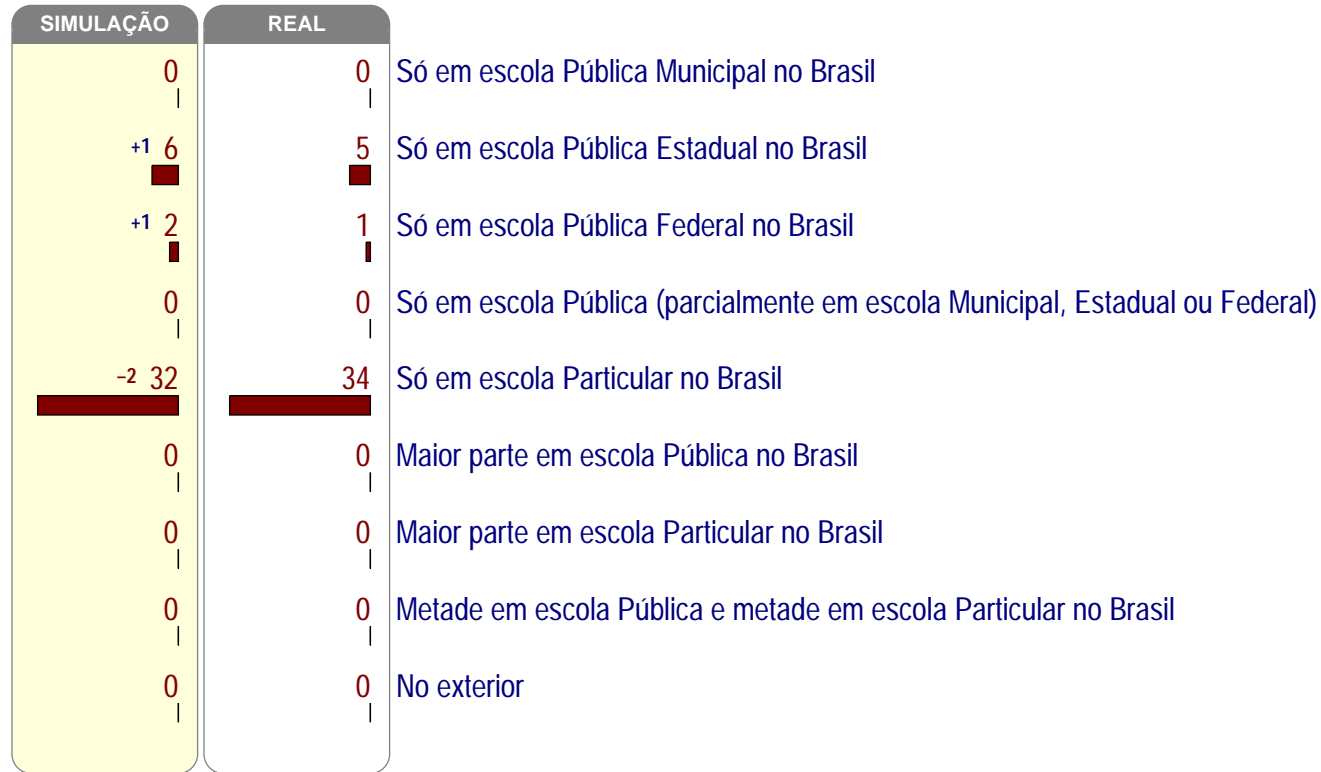 SIMULAÇÃO REAL
0 0 Só em escola Pública Municipal no Brasil
+1 6 5 Só em escola Pública Estadual no Brasil
+1 2 1 Só em escola Pública Federal no Brasil
0 0 Só em escola Pública (parcialmente em escola Municipal, Estadual ou Federal)
−2 32 34 Só em escola Particular no Brasil
0 0 Maior parte em escola Pública no Brasil
0 0 Maior parte em escola Particular no Brasil
0 0 Metade em escola Pública e metade em escola Particular no Brasil
0 0 No exterior